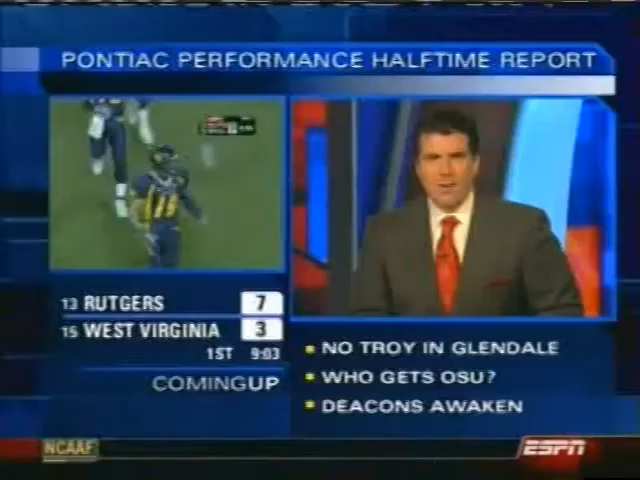 PONTIAC PERFORMANCE HALFTIME REPORT
13 RUTGERS 7
15 WEST VIRGINIA 3
1ST 9:03
COMINGUP
NO TROY IN GLENDALE
WHO GETS OSU?
DEACONS AWAKEN
NCAAF
ESPN